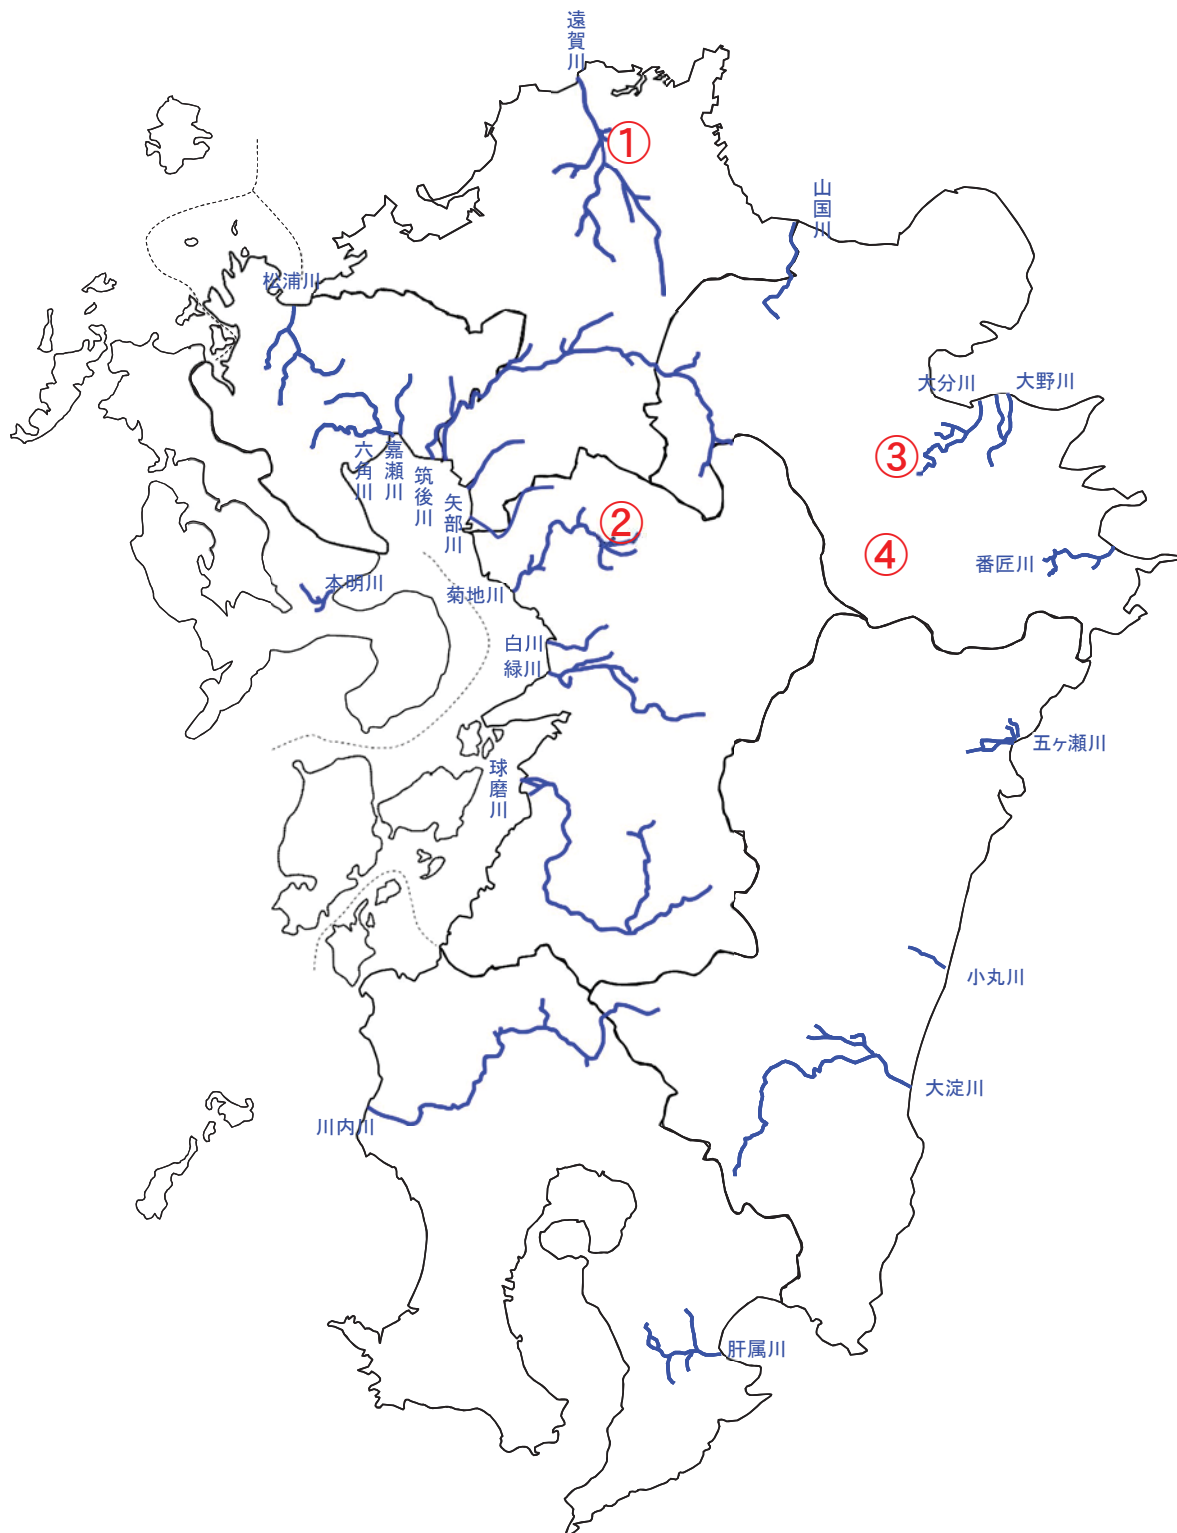 遠賀川
①
山国川
松浦川
大分川
大野川
六角川
嘉瀬川
筑後川
矢部川
③
②
④
番匠川
本明川
菊地川
白川
緑川
五ヶ瀬川
球磨川
小丸川
大淀川
川内川
肝属川